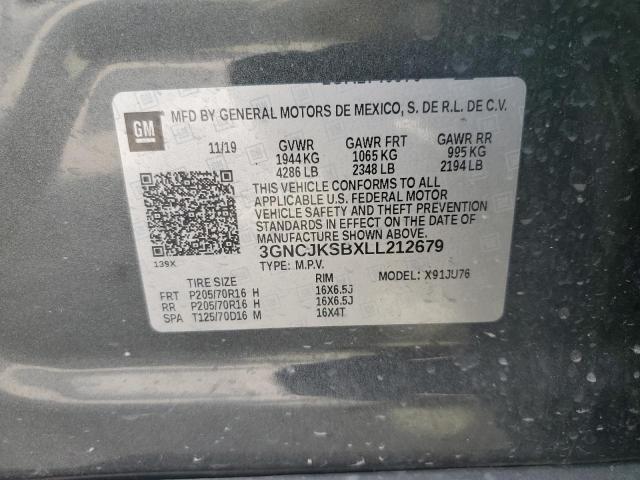 GM
MFD BY GENERAL MOTORS DE MEXICO, S. DE R.L. DE C.V.
11/19 GVWR GAWR FRT GAWR RR
1944 KG 1065 KG 995 KG
4286 LB 2348 LB 2194 LB
THIS VEHICLE CONFORMS TO ALL
APPLICABLE U.S. FEDERAL MOTOR
VEHICLE SAFETY AND THEFT PREVENTION
STANDARDS IN EFFECT ON THE DATE OF
MANUFACTURE SHOWN ABOVE.
3GNCJKSBXLL212679
139X TYPE: M.P.V.
TIRE SIZE RIM MODEL: X91JU76
FRT P205/70R16 H 16X6.5J
RR P205/70R16 H 16X6.5J
SPA T125/70D16 M 16X4T